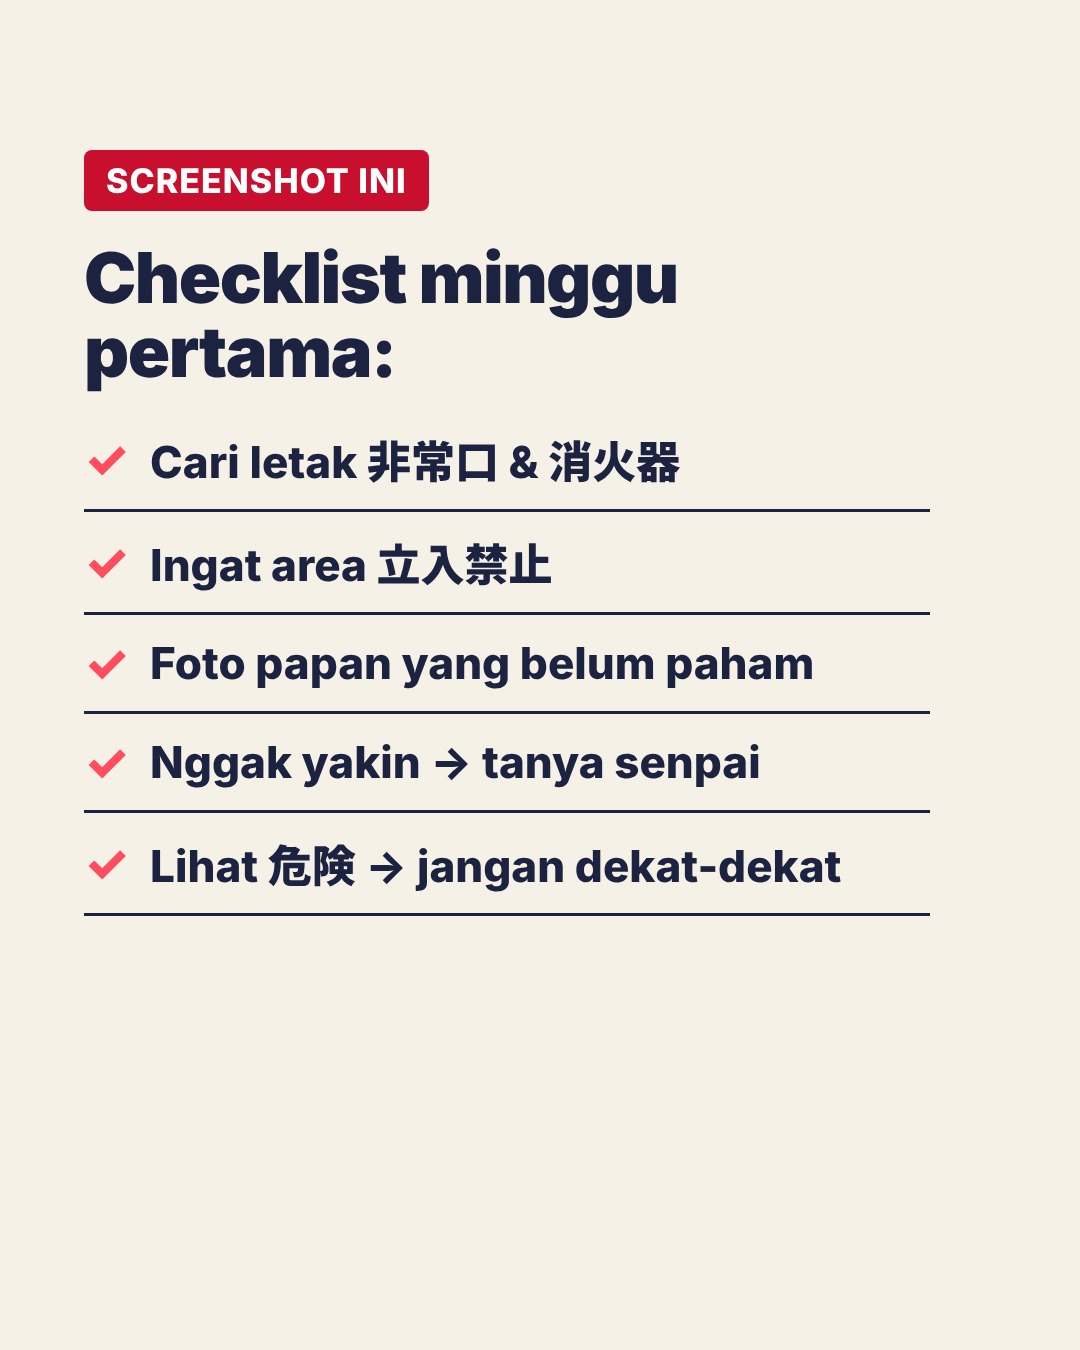 SCREENSHOT INI
Checklist minggu
pertama:
Cari letak 非常口 & 消火器
Ingat area 立入禁止
Foto papan yang belum paham
Nggak yakin → tanya senpai
Lihat 危険 → jangan dekat-dekat